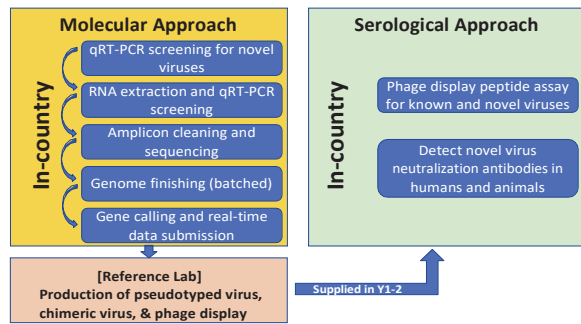 Molecular Approach
In-country
qRT-PCR screening for novel
viruses
RNA extraction and qRT-PCR
screening
Amplicon cleaning and
sequencing
Genome finishing (batched)
Gene calling and real-time
data submission
[Reference Lab]
Production of pseudotyped virus,
chimeric virus, & phage display
Supplied in Y1-2
Serological Approach
In-country
Phage display peptide assay
for known and novel viruses
Detect novel virus
neutralization antibodies in
humans and animals